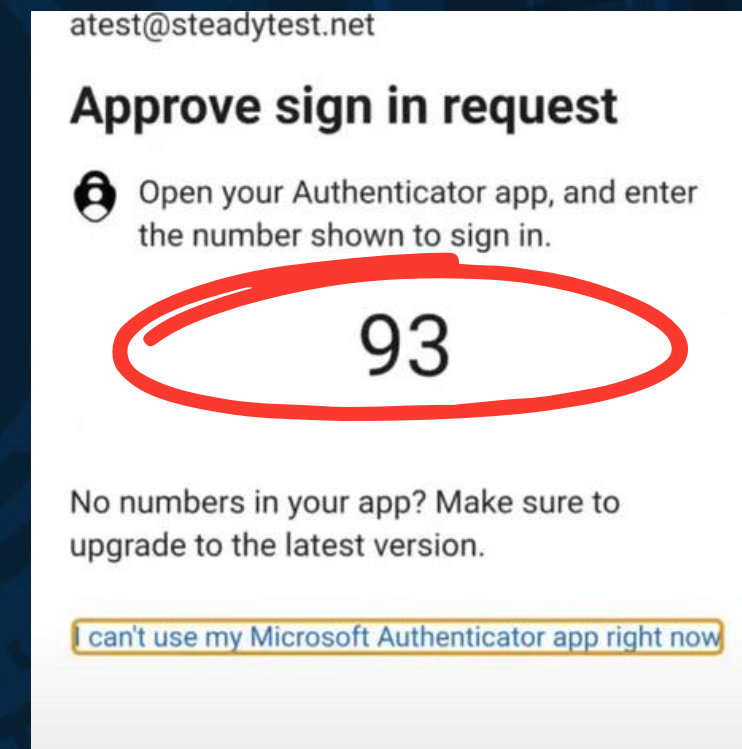 atest@steadytest.net
Approve sign in request
Open your Authenticator app, and enter
the number shown to sign in.
93
No numbers in your app? Make sure to
upgrade to the latest version.
I can't use my Microsoft Authenticator app right now